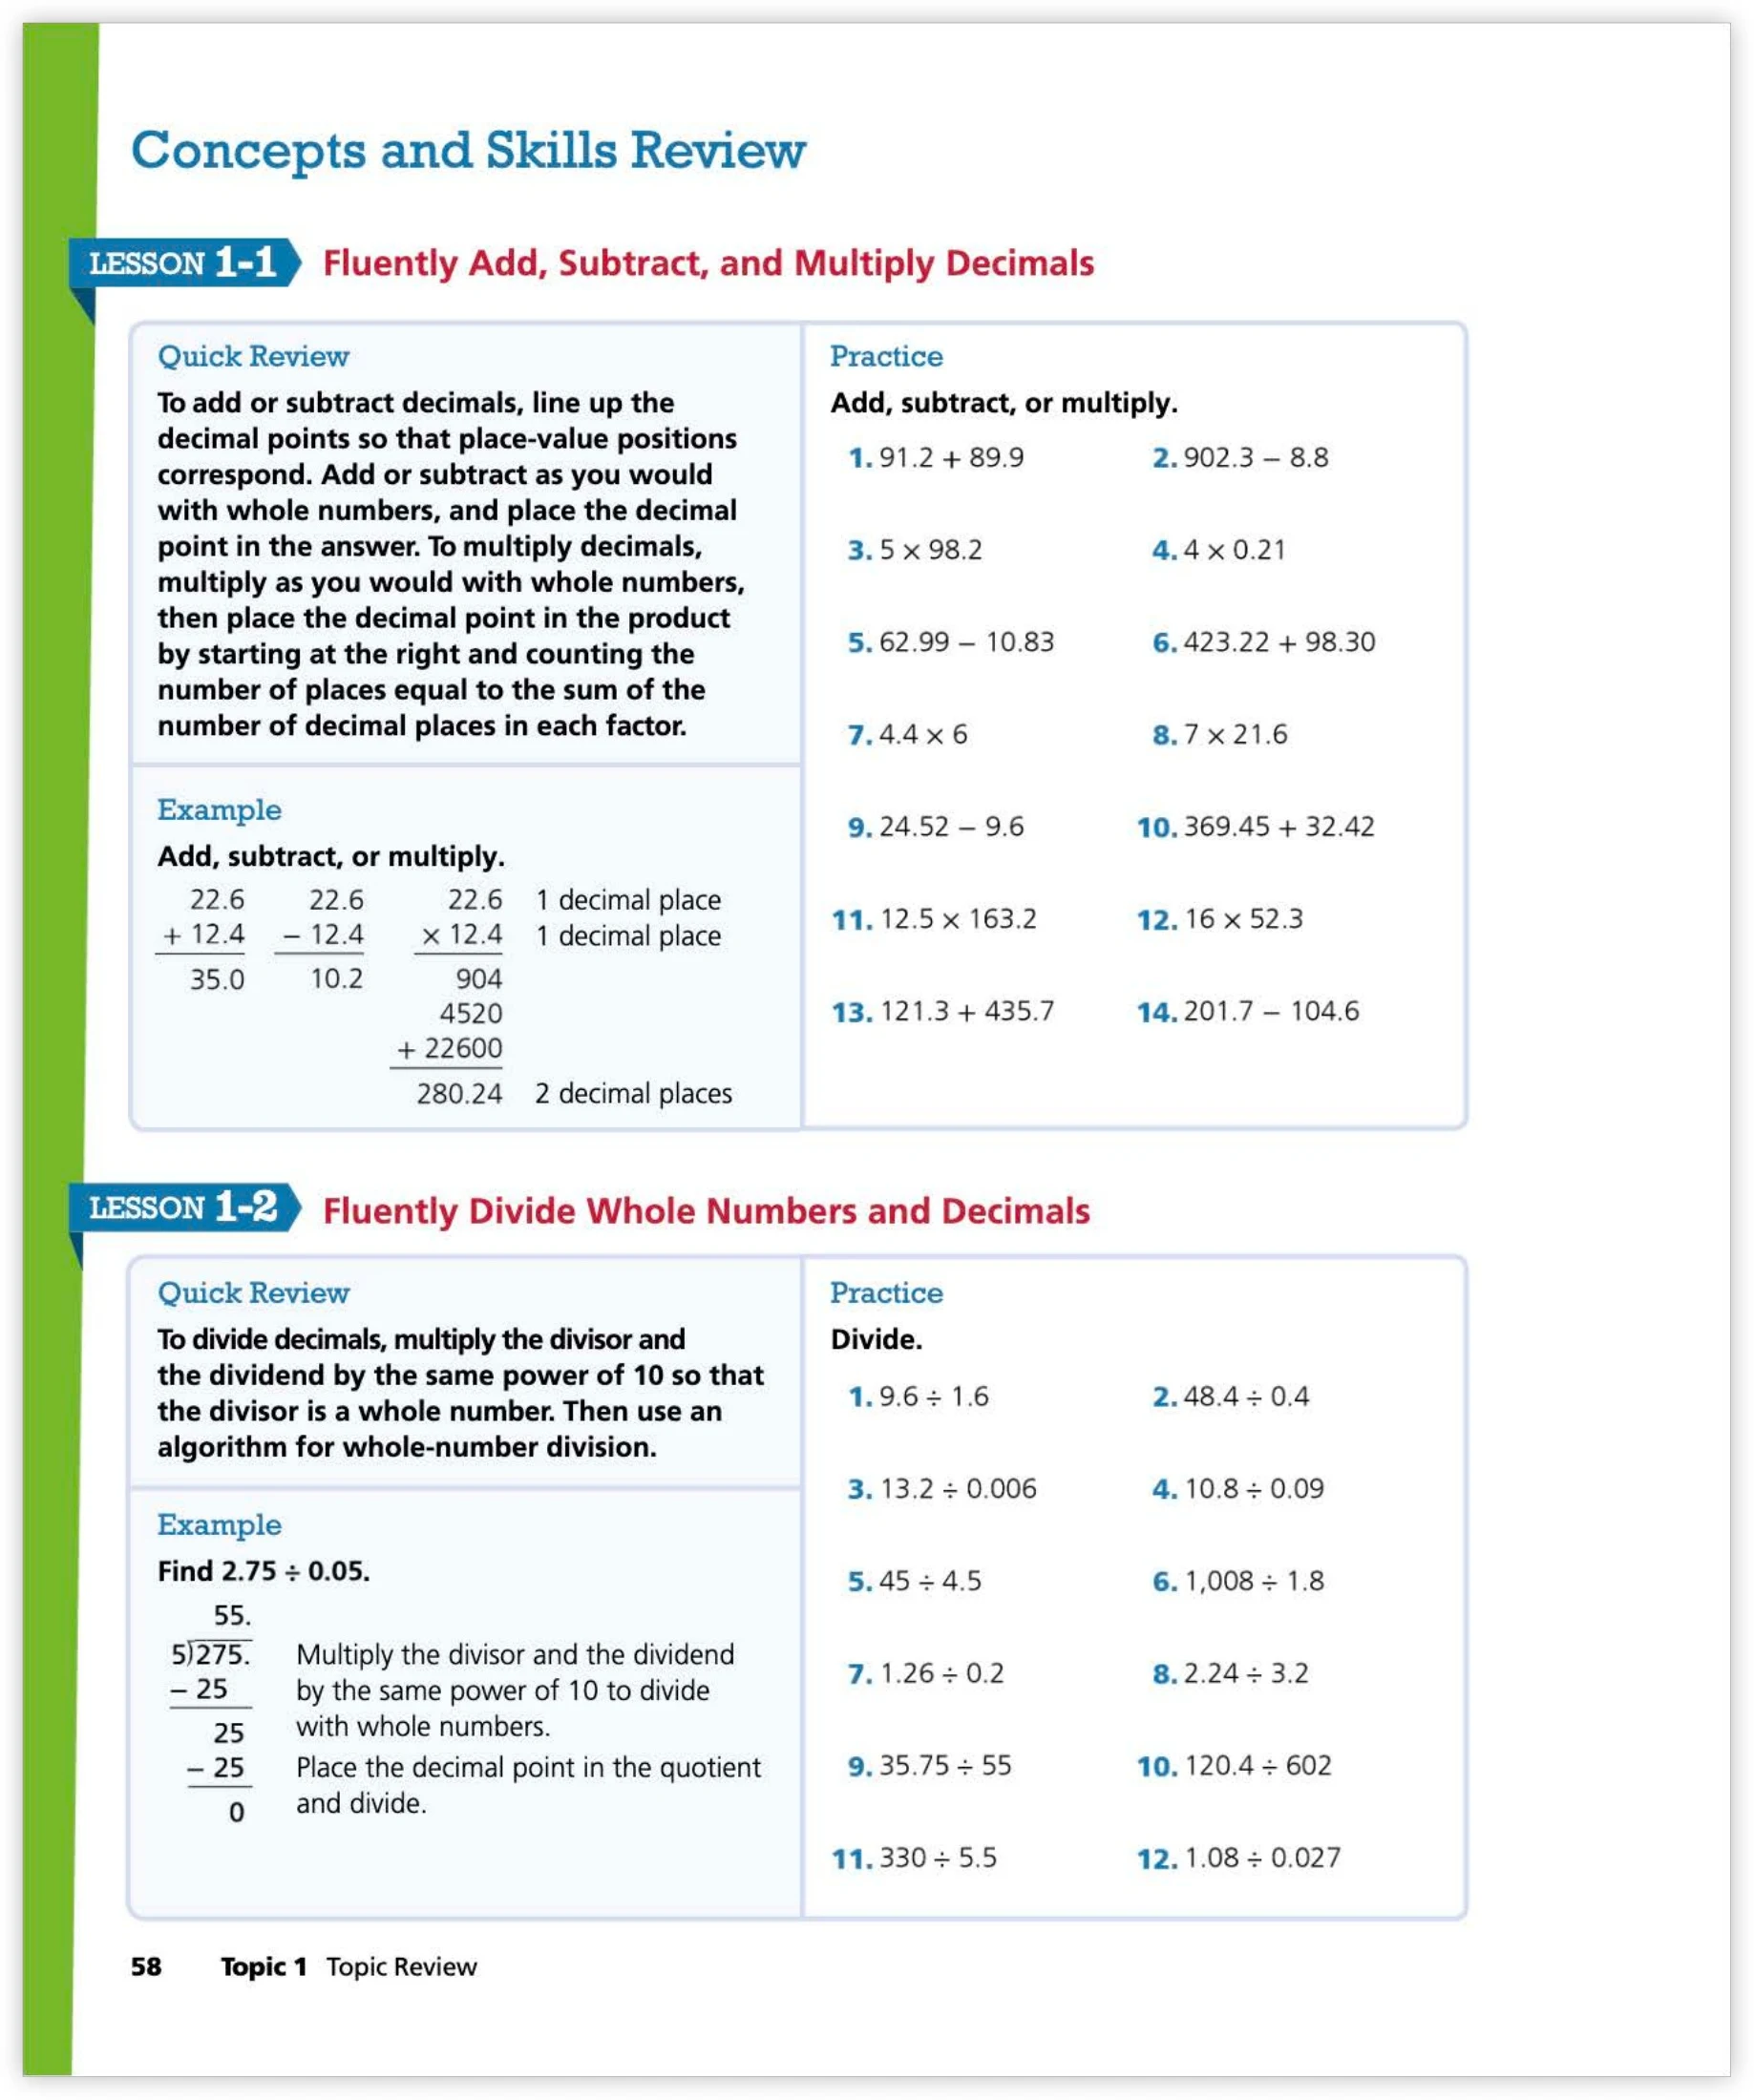 Concepts and Skills Review
LESSON 1-1 Fluently Add, Subtract, and Multiply Decimals
Quick Review
To add or subtract decimals, line up the
decimal points so that place-value positions
correspond. Add or subtract as you would
with whole numbers, and place the decimal
point in the answer. To multiply decimals,
multiply as you would with whole numbers,
then place the decimal point in the product
by starting at the right and counting the
number of places equal to the sum of the
number of decimal places in each factor.
Example
Add, subtract, or multiply.
22.6 22.6 22.6 1 decimal place
+ 12.4 − 12.4 × 12.4 1 decimal place
35.0 10.2 904
4520
+ 22600
280.24 2 decimal places
Practice
Add, subtract, or multiply.
1. 91.2 + 89.9 2. 902.3 − 8.8
3. 5 × 98.2 4. 4 × 0.21
5. 62.99 − 10.83 6. 423.22 + 98.30
7. 4.4 × 6 8. 7 × 21.6
9. 24.52 − 9.6 10. 369.45 + 32.42
11. 12.5 × 163.2 12. 16 × 52.3
13. 121.3 + 435.7 14. 201.7 − 104.6
LESSON 1-2 Fluently Divide Whole Numbers and Decimals
Quick Review
To divide decimals, multiply the divisor and
the dividend by the same power of 10 so that
the divisor is a whole number. Then use an
algorithm for whole-number division.
Example
Find 2.75 ÷ 0.05.
55.
5)275. Multiply the divisor and the dividend
− 25 by the same power of 10 to divide
25 with whole numbers.
− 25 Place the decimal point in the quotient
0 and divide.
Practice
Divide.
1. 9.6 ÷ 1.6 2. 48.4 ÷ 0.4
3. 13.2 ÷ 0.006 4. 10.8 ÷ 0.09
5. 45 ÷ 4.5 6. 1,008 ÷ 1.8
7. 1.26 ÷ 0.2 8. 2.24 ÷ 3.2
9. 35.75 ÷ 55 10. 120.4 ÷ 602
11. 330 ÷ 5.5 12. 1.08 ÷ 0.027
58 Topic 1 Topic Review